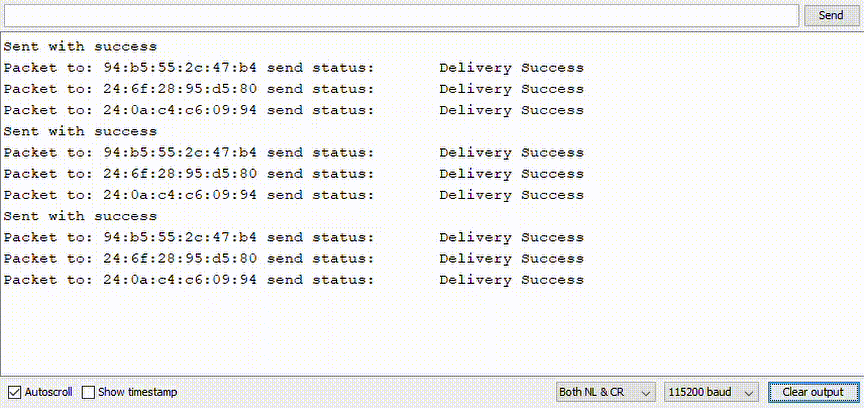 Send
Sent with success
Packet to: 94:b5:55:2c:47:b4 send status: Delivery Success
Packet to: 24:6f:28:95:d5:80 send status: Delivery Success
Packet to: 24:0a:c4:c6:09:94 send status: Delivery Success
Sent with success
Packet to: 94:b5:55:2c:47:b4 send status: Delivery Success
Packet to: 24:6f:28:95:d5:80 send status: Delivery Success
Packet to: 24:0a:c4:c6:09:94 send status: Delivery Success
Sent with success
Packet to: 94:b5:55:2c:47:b4 send status: Delivery Success
Packet to: 24:6f:28:95:d5:80 send status: Delivery Success
Packet to: 24:0a:c4:c6:09:94 send status: Delivery Success
Autoscroll Show timestamp Both NL & CR 115200 baud Clear output